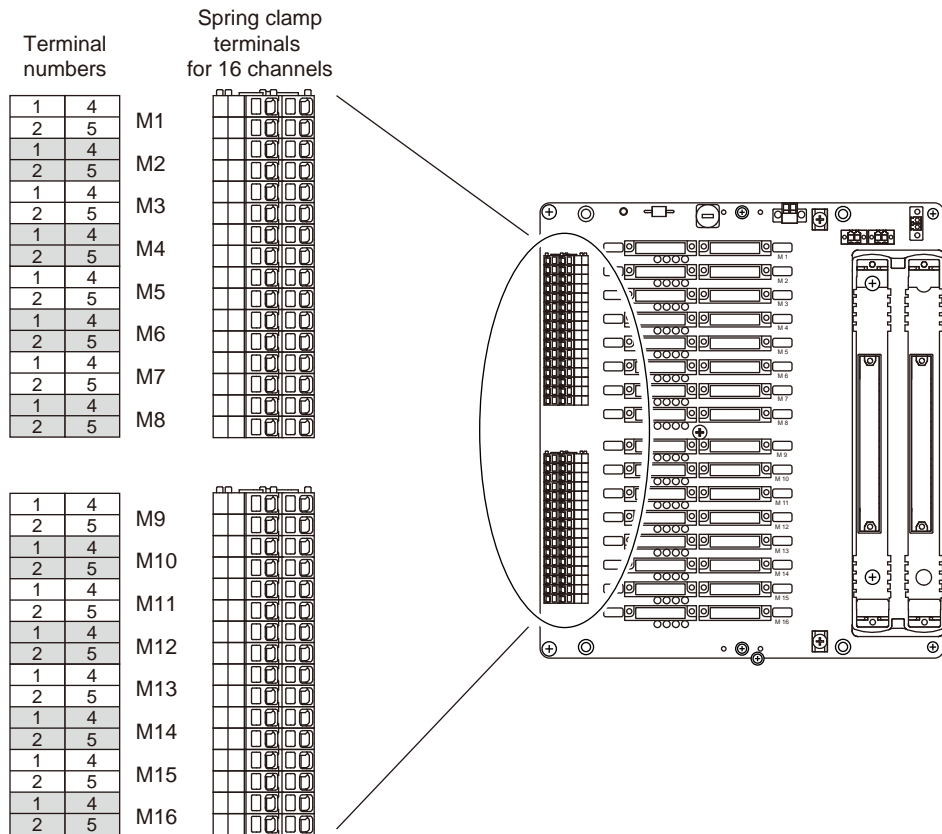 Terminal
numbers
Spring clamp
terminals
for 16 channels
1 4
2 5
M1
1 4
2 5
M2
1 4
2 5
M3
1 4
2 5
M4
1 4
2 5
M5
1 4
2 5
M6
1 4
2 5
M7
1 4
2 5
M8
1 4
2 5
M9
1 4
2 5
M10
1 4
2 5
M11
1 4
2 5
M12
1 4
2 5
M13
1 4
2 5
M14
1 4
2 5
M15
1 4
2 5
M16
M 1
M 2
M 3
M 4
M 5
M 6
M 7
M 8
M 9
M 10
M 11
M 12
M 13
M 14
M 15
M 16